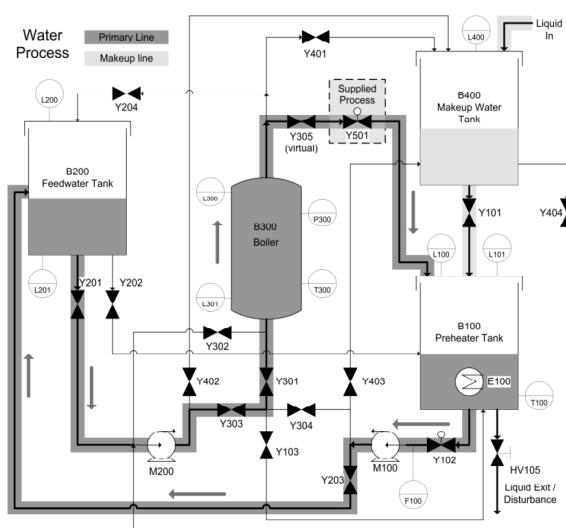 Water
Process
Primary Line
Makeup line
L400
Liquid
In
Y401
L200
Y204
Supplied
Process
B400
Makeup Water
Tank
Y305
(virtual)
Y501
B200
Feedwater Tank
L300
P300
B300
Boiler
Y101
Y404
L100
L101
L201
Y201
Y202
L301
T300
B100
Preheater Tank
Y302
Y402
Y301
Y403
E100
T100
Y303
Y304
M200
Y103
M100
Y102
HV105
Y203
F100
Liquid Exit /
Disturbance